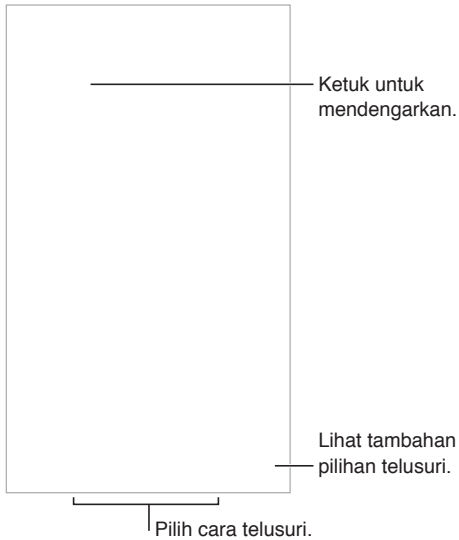 Ketuk untuk
mendengarkan.
Lihat tambahan
pilihan telusuri.
Pilih cara telusuri.